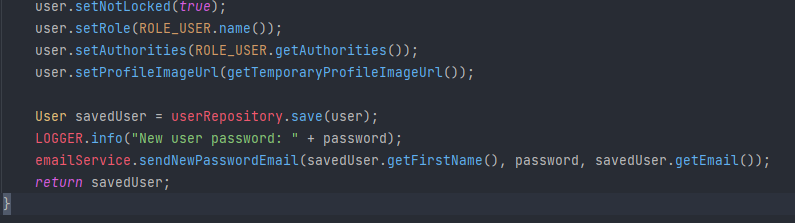 user.setNotLocked(true);
user.setRole(ROLE_USER.name());
user.setAuthorities(ROLE_USER.getAuthorities());
user.setProfileImageUrl(getTemporaryProfileImageUrl());
User savedUser = userRepository.save(user);
LOGGER.info("New user password: " + password);
emailService.sendNewPasswordEmail(savedUser.getFirstName(), password, savedUser.getEmail());
return savedUser;
}